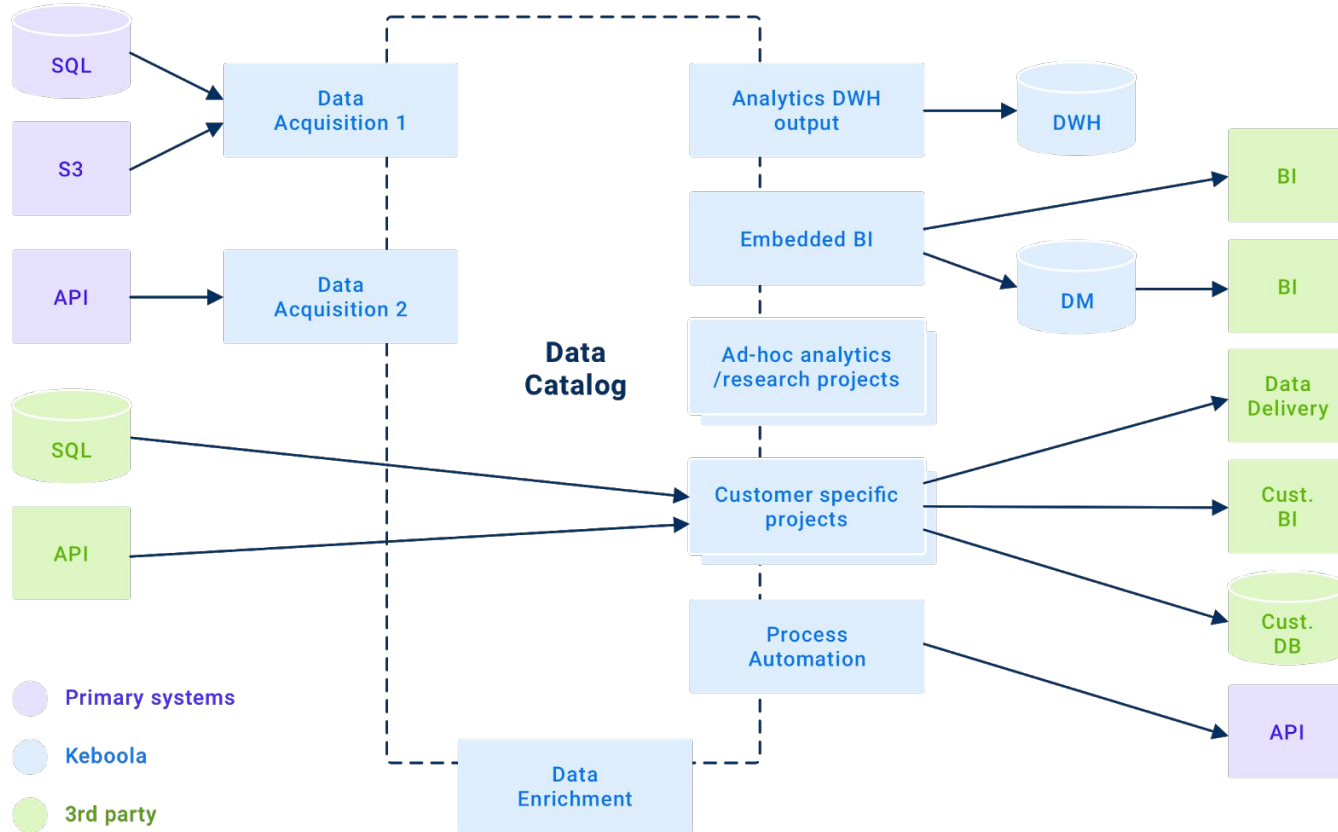 SQL
S3
API
SQL
API
Data
Acquisition 1
Data
Acquisition 2
Data
Catalog
Analytics DWH
output
Embedded BI
Ad-hoc analytics
/research projects
Customer specific
projects
Process
Automation
Data
Enrichment
DWH
DM
BI
BI
Data
Delivery
Cust.
BI
Cust.
DB
API
Primary systems
Keboola
3rd party